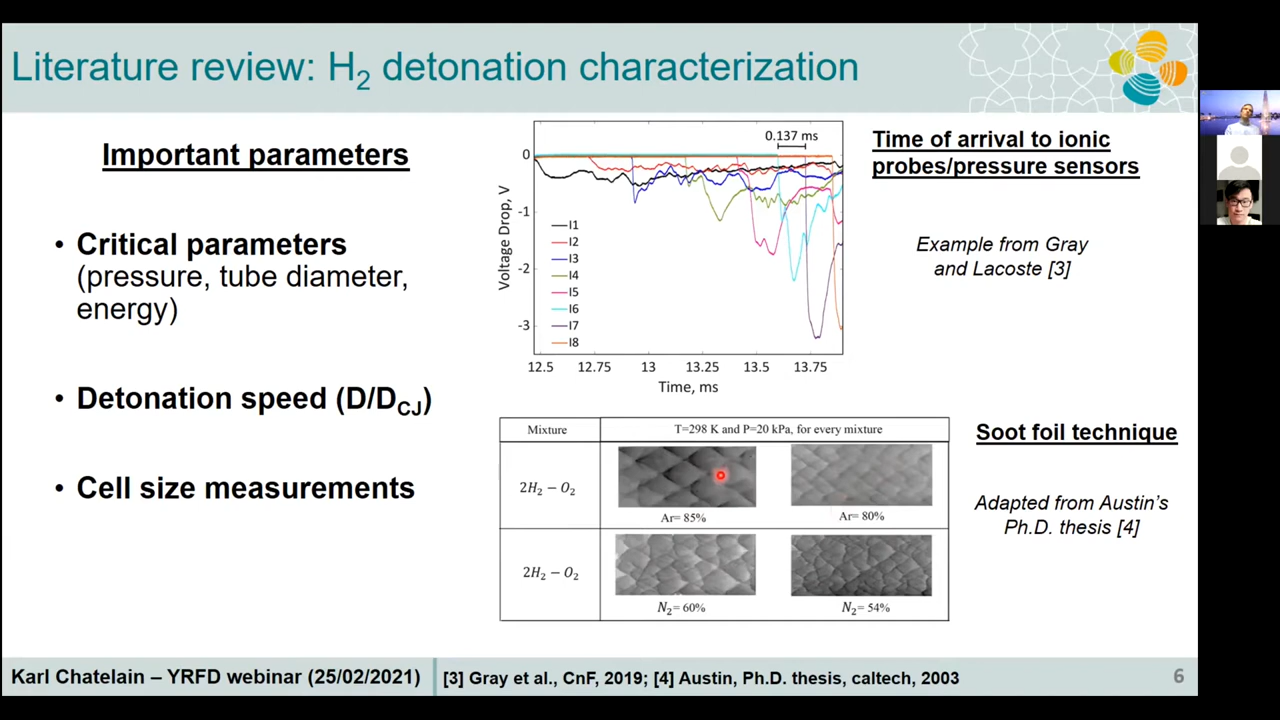 Literature review: H2 detonation characterization
Important parameters
• Critical parameters
(pressure, tube diameter,
energy)
• Detonation speed (D/DCJ)
• Cell size measurements
0.137 ms
0
-1
-2
-3
Voltage Drop, V
I1
I2
I3
I4
I5
I6
I7
I8
12.5 12.75 13 13.25 13.5 13.75
Time, ms
Time of arrival to ionic
probes/pressure sensors
Example from Gray
and Lacoste [3]
Mixture T=298 K and P=20 kPa, for every mixture
2H2 − O2
Ar= 85% Ar= 80%
2H2 − O2
N2= 60% N2= 54%
Soot foil technique
Adapted from Austin's
Ph.D. thesis [4]
Karl Chatelain – YRFD webinar (25/02/2021)
[3] Gray et al., CnF, 2019; [4] Austin, Ph.D. thesis, caltech, 2003
6